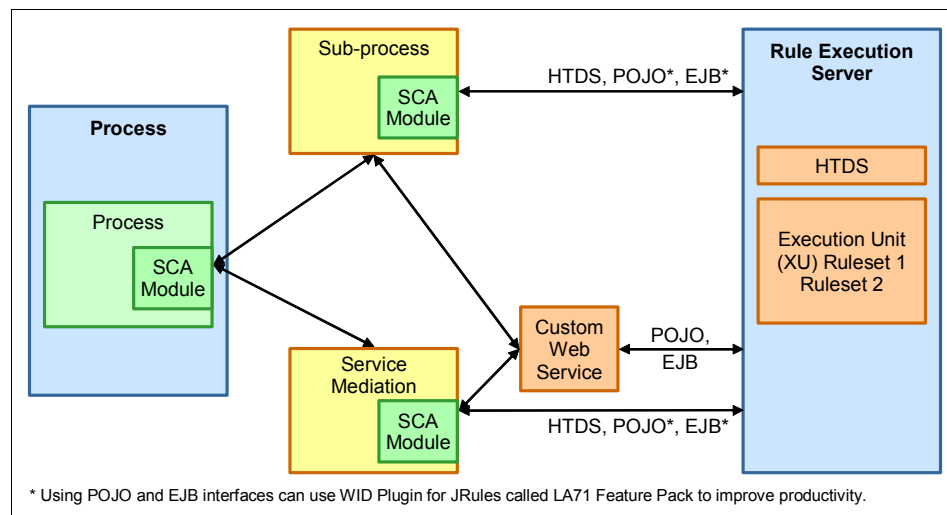 Sub-process
SCA
Module
HTDS, POJO*, EJB*
Rule Execution
Server
Process
Process
SCA
Module
HTDS
Execution Unit
(XU) Ruleset 1
Ruleset 2
Custom
Web
Service
POJO,
EJB
Service
Mediation
SCA
Module
HTDS, POJO*, EJB*
* Using POJO and EJB interfaces can use WID Plugin for JRules called LA71 Feature Pack to improve productivity.